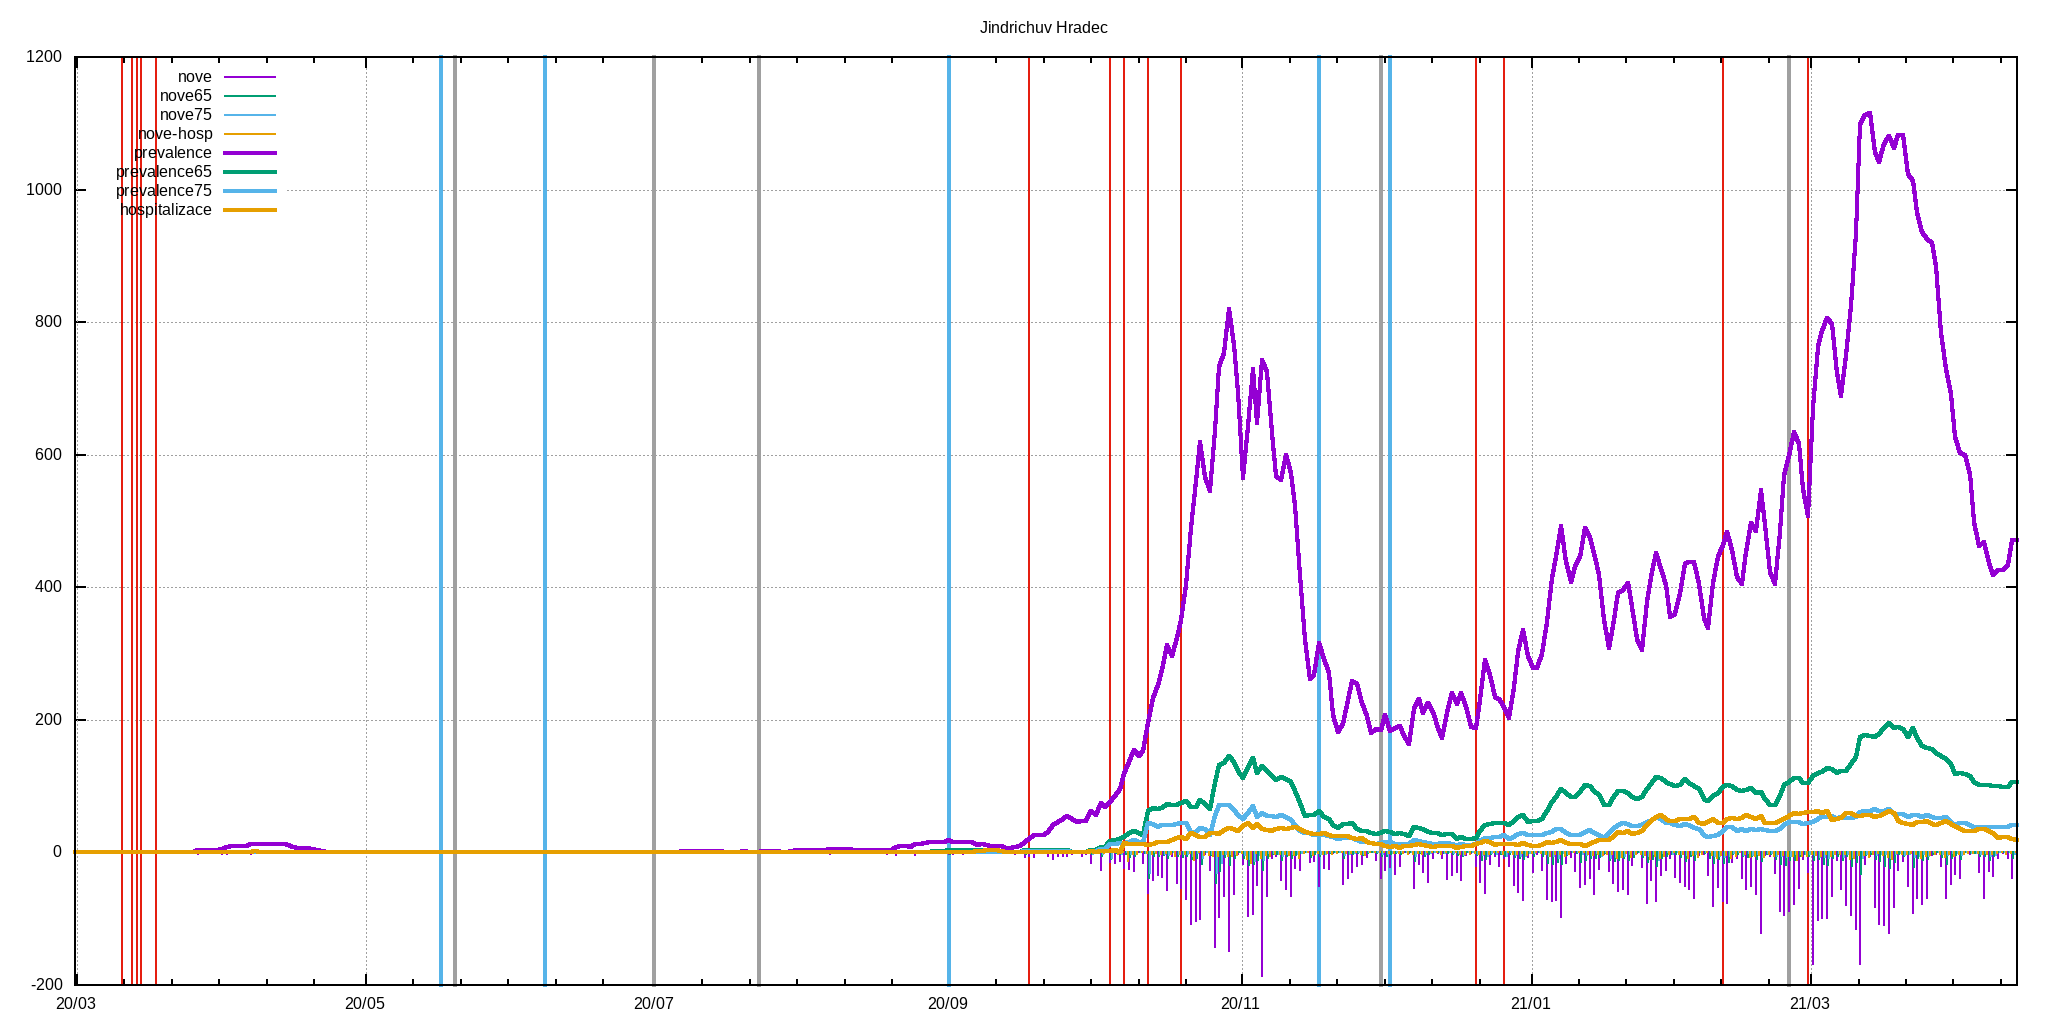 Jindrichuv Hradec
1200
nove
nove65
nove75
nove-hosp
prevalence
prevalence65
prevalence75
hospitalizace
1000
800
600
400
200
0
-200
20/03 20/05 20/07 20/09 20/11 21/01 21/03